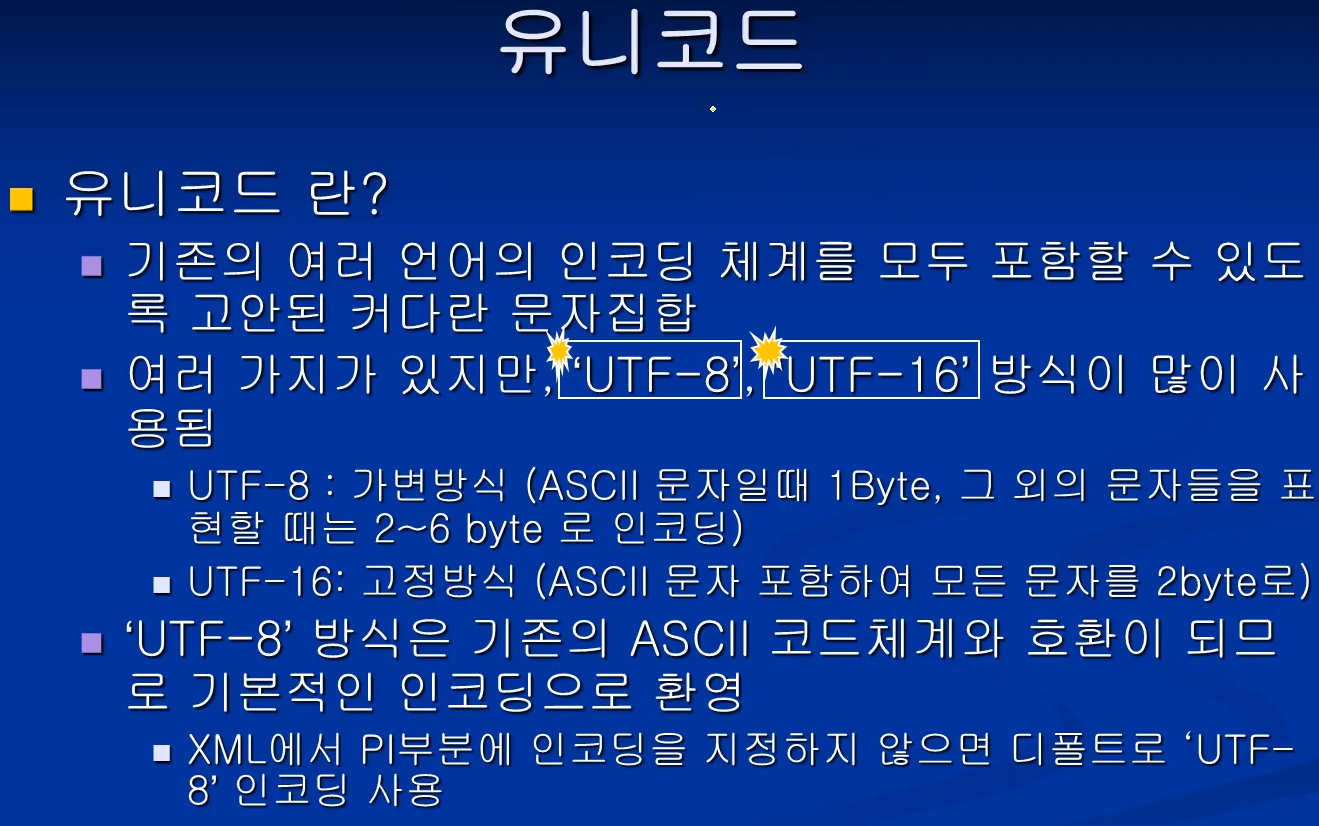 유니코드
유니코드 란?
기존의 여러 언어의 인코딩 체계를 모두 포함할 수 있도
록 고안된 커다란 문자집합
여러 가지가 있지만, ‘UTF-8’, ‘UTF-16’ 방식이 많이 사
용됨
UTF-8 : 가변방식 (ASCII 문자일때 1Byte, 그 외의 문자들을 표
현할 때는 2~6 byte 로 인코딩)
UTF-16: 고정방식 (ASCII 문자 포함하여 모든 문자를 2byte로)
‘UTF-8’ 방식은 기존의 ASCII 코드체계와 호환이 되므
로 기본적인 인코딩으로 환영
XML에서 PI부분에 인코딩을 지정하지 않으면 디폴트로 ‘UTF-
8’ 인코딩 사용